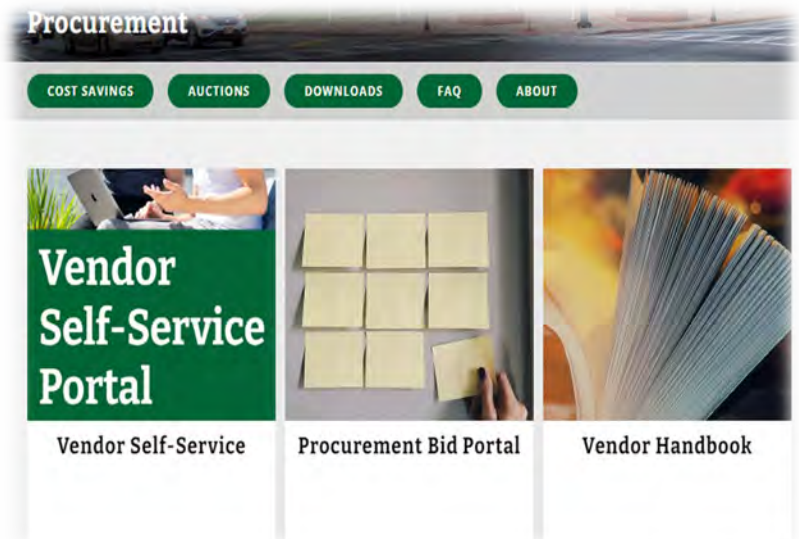 Procurement
COST SAVINGS
AUCTIONS
DOWNLOADS
FAQ
ABOUT
Vendor
Self-Service
Portal
Vendor Self-Service
Procurement Bid Portal
Vendor Handbook